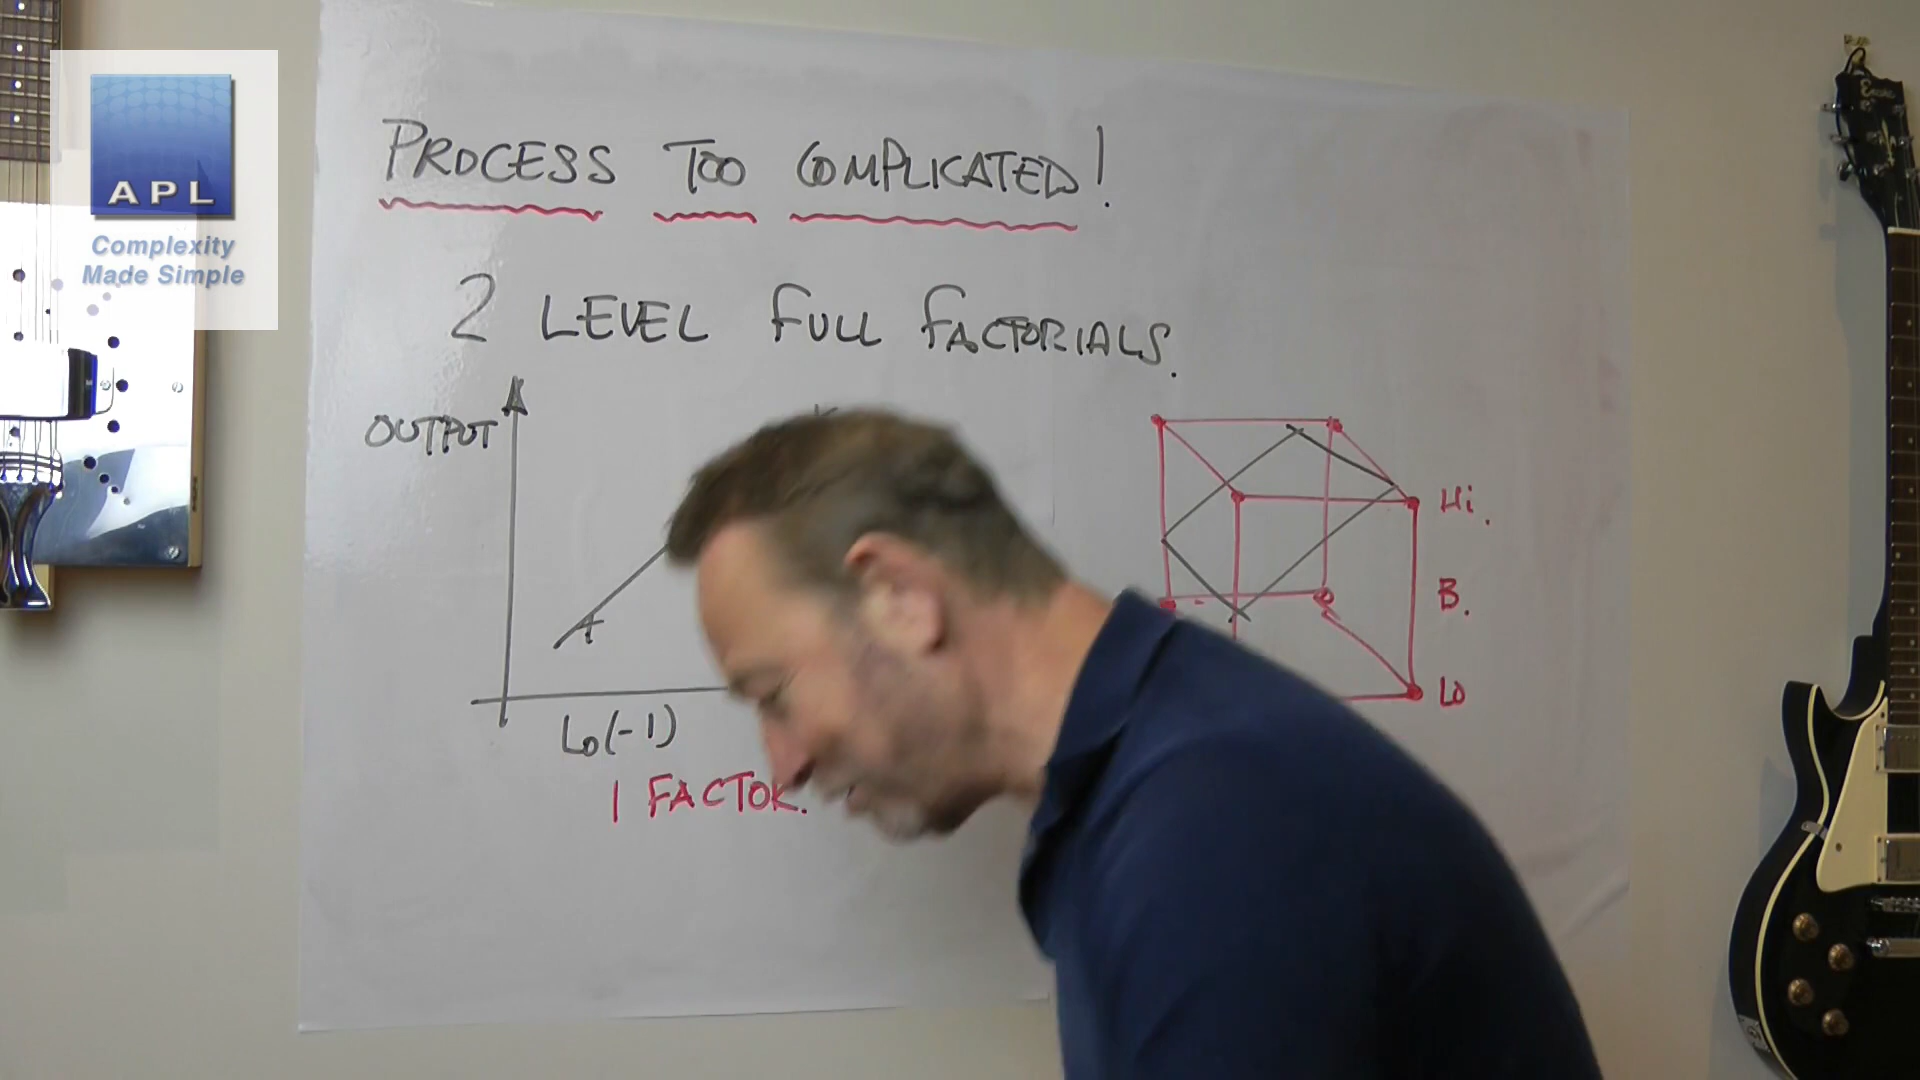 APL
Complexity
Made Simple
PROCESS TOO COMPLICATED!
2 LEVEL FULL FACTORIALS.
OUTPUT
Hi.
B.
Lo
Lo(-1)
1 FACTOR.